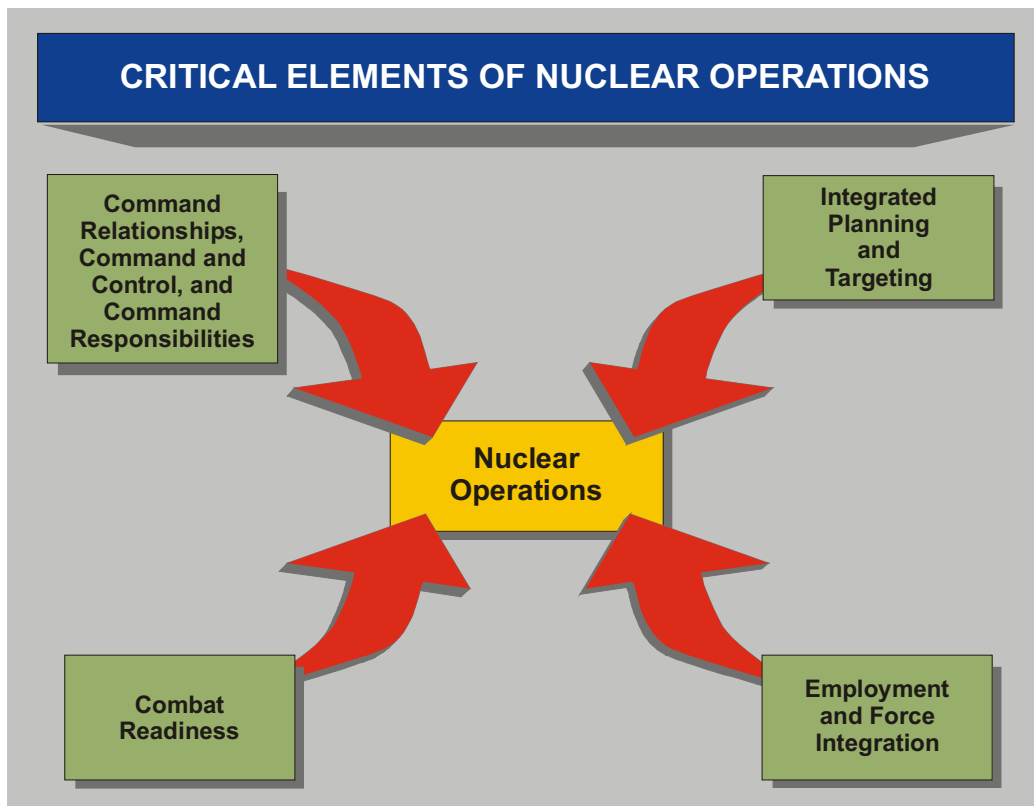 CRITICAL ELEMENTS OF NUCLEAR OPERATIONS
Command
Relationships,
Command and
Control, and
Command
Responsibilities
Integrated
Planning
and
Targeting
Nuclear
Operations
Combat
Readiness
Employment
and Force
Integration